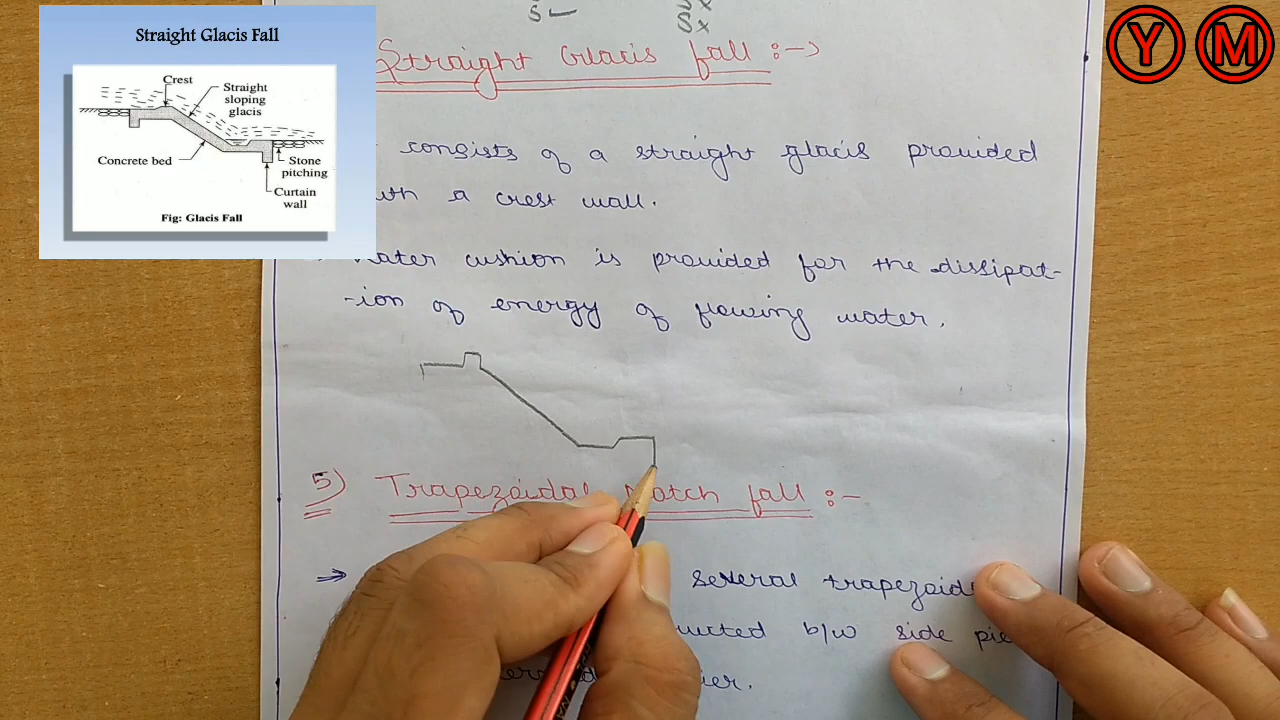 Straight Glacis Fall
Crest
Straight
sloping
glacis
Concrete bed
Stone
pitching
Curtain
wall
Fig: Glacis Fall
Y M
S ✓ S x
S x
Straight Glacis fall :->
consists of a straight glacis provided
a crest wall.
water cushion is provided for the dissipat-
-ion of energy of flowing water.
5) Trapezoidal Notch fall :-
⇒ several trapezoid
b/w side pie